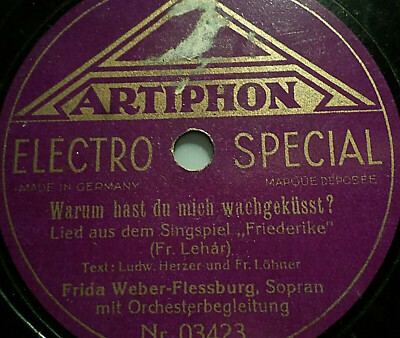 ARTIPHON
ELECTRO SPECIAL
MADE IN GERMANY MARQUE DÉPOSÉE
Warum hast du mich wachgeküsst?
Lied aus dem Singspiel „Friederike"
(Fr. Lehár)
Text: Ludw. Herzer und Fr. Löhner
Frida Weber-Flessburg, Sopran
mit Orchesterbegleitung
Nr. 03423